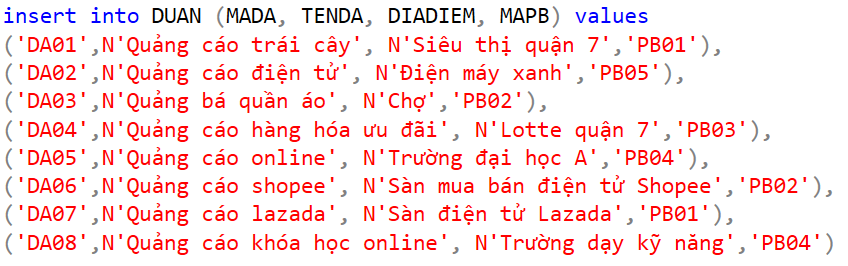 insert into DUAN (MADA, TENDA, DIADIEM, MAPB) values
('DA01',N'Quảng cáo trái cây', N'Siêu thị quận 7','PB01'),
('DA02',N'Quảng cáo điện tử', N'Điện máy xanh','PB05'),
('DA03',N'Quảng bá quần áo', N'Chợ','PB02'),
('DA04',N'Quảng cáo hàng hóa ưu đãi', N'Lotte quận 7','PB03'),
('DA05',N'Quảng cáo online', N'Trường đại học A','PB04'),
('DA06',N'Quảng cáo shopee', N'Sàn mua bán điện tử Shopee','PB02'),
('DA07',N'Quảng cáo lazada', N'Sàn điện tử Lazada','PB01'),
('DA08',N'Quảng cáo khóa học online', N'Trường dạy kỹ năng','PB04')